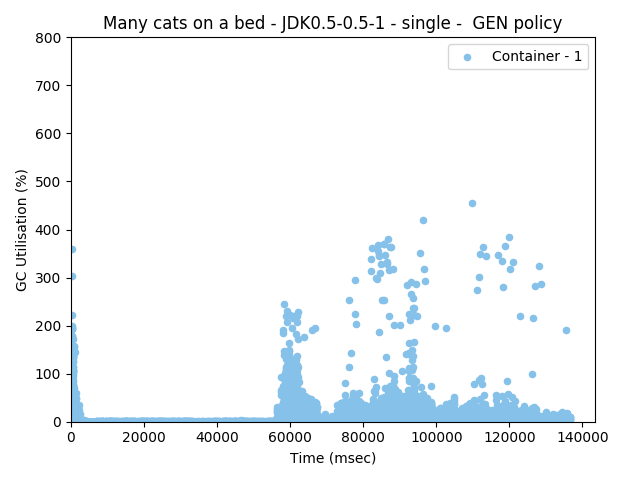 Many cats on a bed - JDK0.5-0.5-1 - single -  GEN policy
Container - 1
GC Utilisation (%)
800
700
600
500
400
300
200
100
0
0 20000 40000 60000 80000 100000 120000 140000
Time (msec)